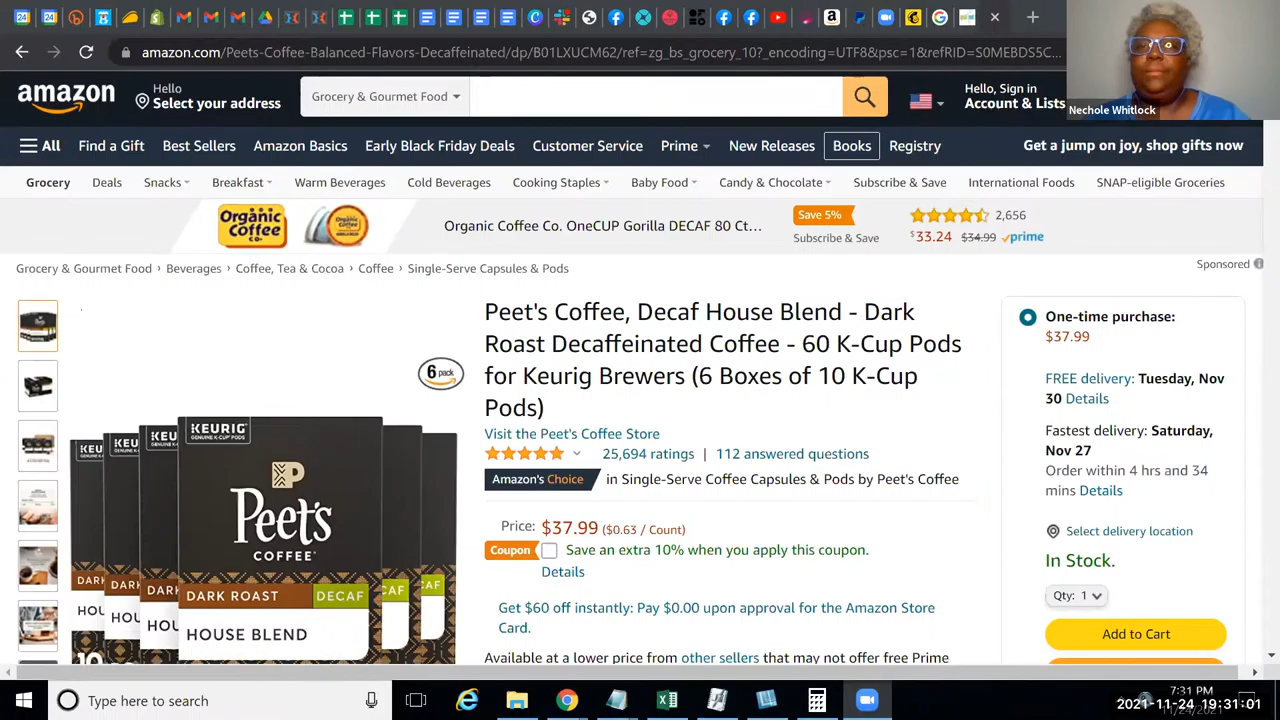 amazon.com/Peets-Coffee-Balanced-Flavors-Decaffeinated/dp/B01LXUCM62/ref=zg_bs_grocery_10?_encoding=UTF8&psc=1&refRID=S0MEBDS5C...
Nechole Whitlock
amazon
Hello
Select your address
Grocery & Gourmet Food
Hello, Sign in
Account & Lists
All Find a Gift Best Sellers Amazon Basics Early Black Friday Deals Customer Service Prime New Releases Books Registry Get a jump on joy, shop gifts now
Grocery Deals Snacks Breakfast Warm Beverages Cold Beverages Cooking Staples Baby Food Candy & Chocolate Subscribe & Save International Foods SNAP-eligible Groceries
Organic
Coffee
Co.
Organic Coffee Co. OneCUP Gorilla DECAF 80 Ct...
Save 5%
Subscribe & Save
2,656
$33.24 $34.99 prime
Sponsored
Grocery & Gourmet Food › Beverages › Coffee, Tea & Cocoa › Coffee › Single-Serve Capsules & Pods
6 pack
KEURIG
GENUINE K-CUP PODS
Peet's
COFFEE
DARK ROAST DECAF
HOUSE BLEND
Peet's Coffee, Decaf House Blend - Dark
Roast Decaffeinated Coffee - 60 K-Cup Pods
for Keurig Brewers (6 Boxes of 10 K-Cup
Pods)
Visit the Peet's Coffee Store
25,694 ratings | 112 answered questions
Amazon's Choice in Single-Serve Coffee Capsules & Pods by Peet's Coffee
Price: $37.99 ($0.63 / Count)
Coupon Save an extra 10% when you apply this coupon.
Details
Get $60 off instantly: Pay $0.00 upon approval for the Amazon Store
Card.
Available at a lower price from other sellers that may not offer free Prime
One-time purchase:
$37.99
FREE delivery: Tuesday, Nov
30 Details
Fastest delivery: Saturday,
Nov 27
Order within 4 hrs and 34
mins Details
Select delivery location
In Stock.
Qty: 1
Add to Cart
Type here to search
7:31 PM
2021-11-24 19:31:01